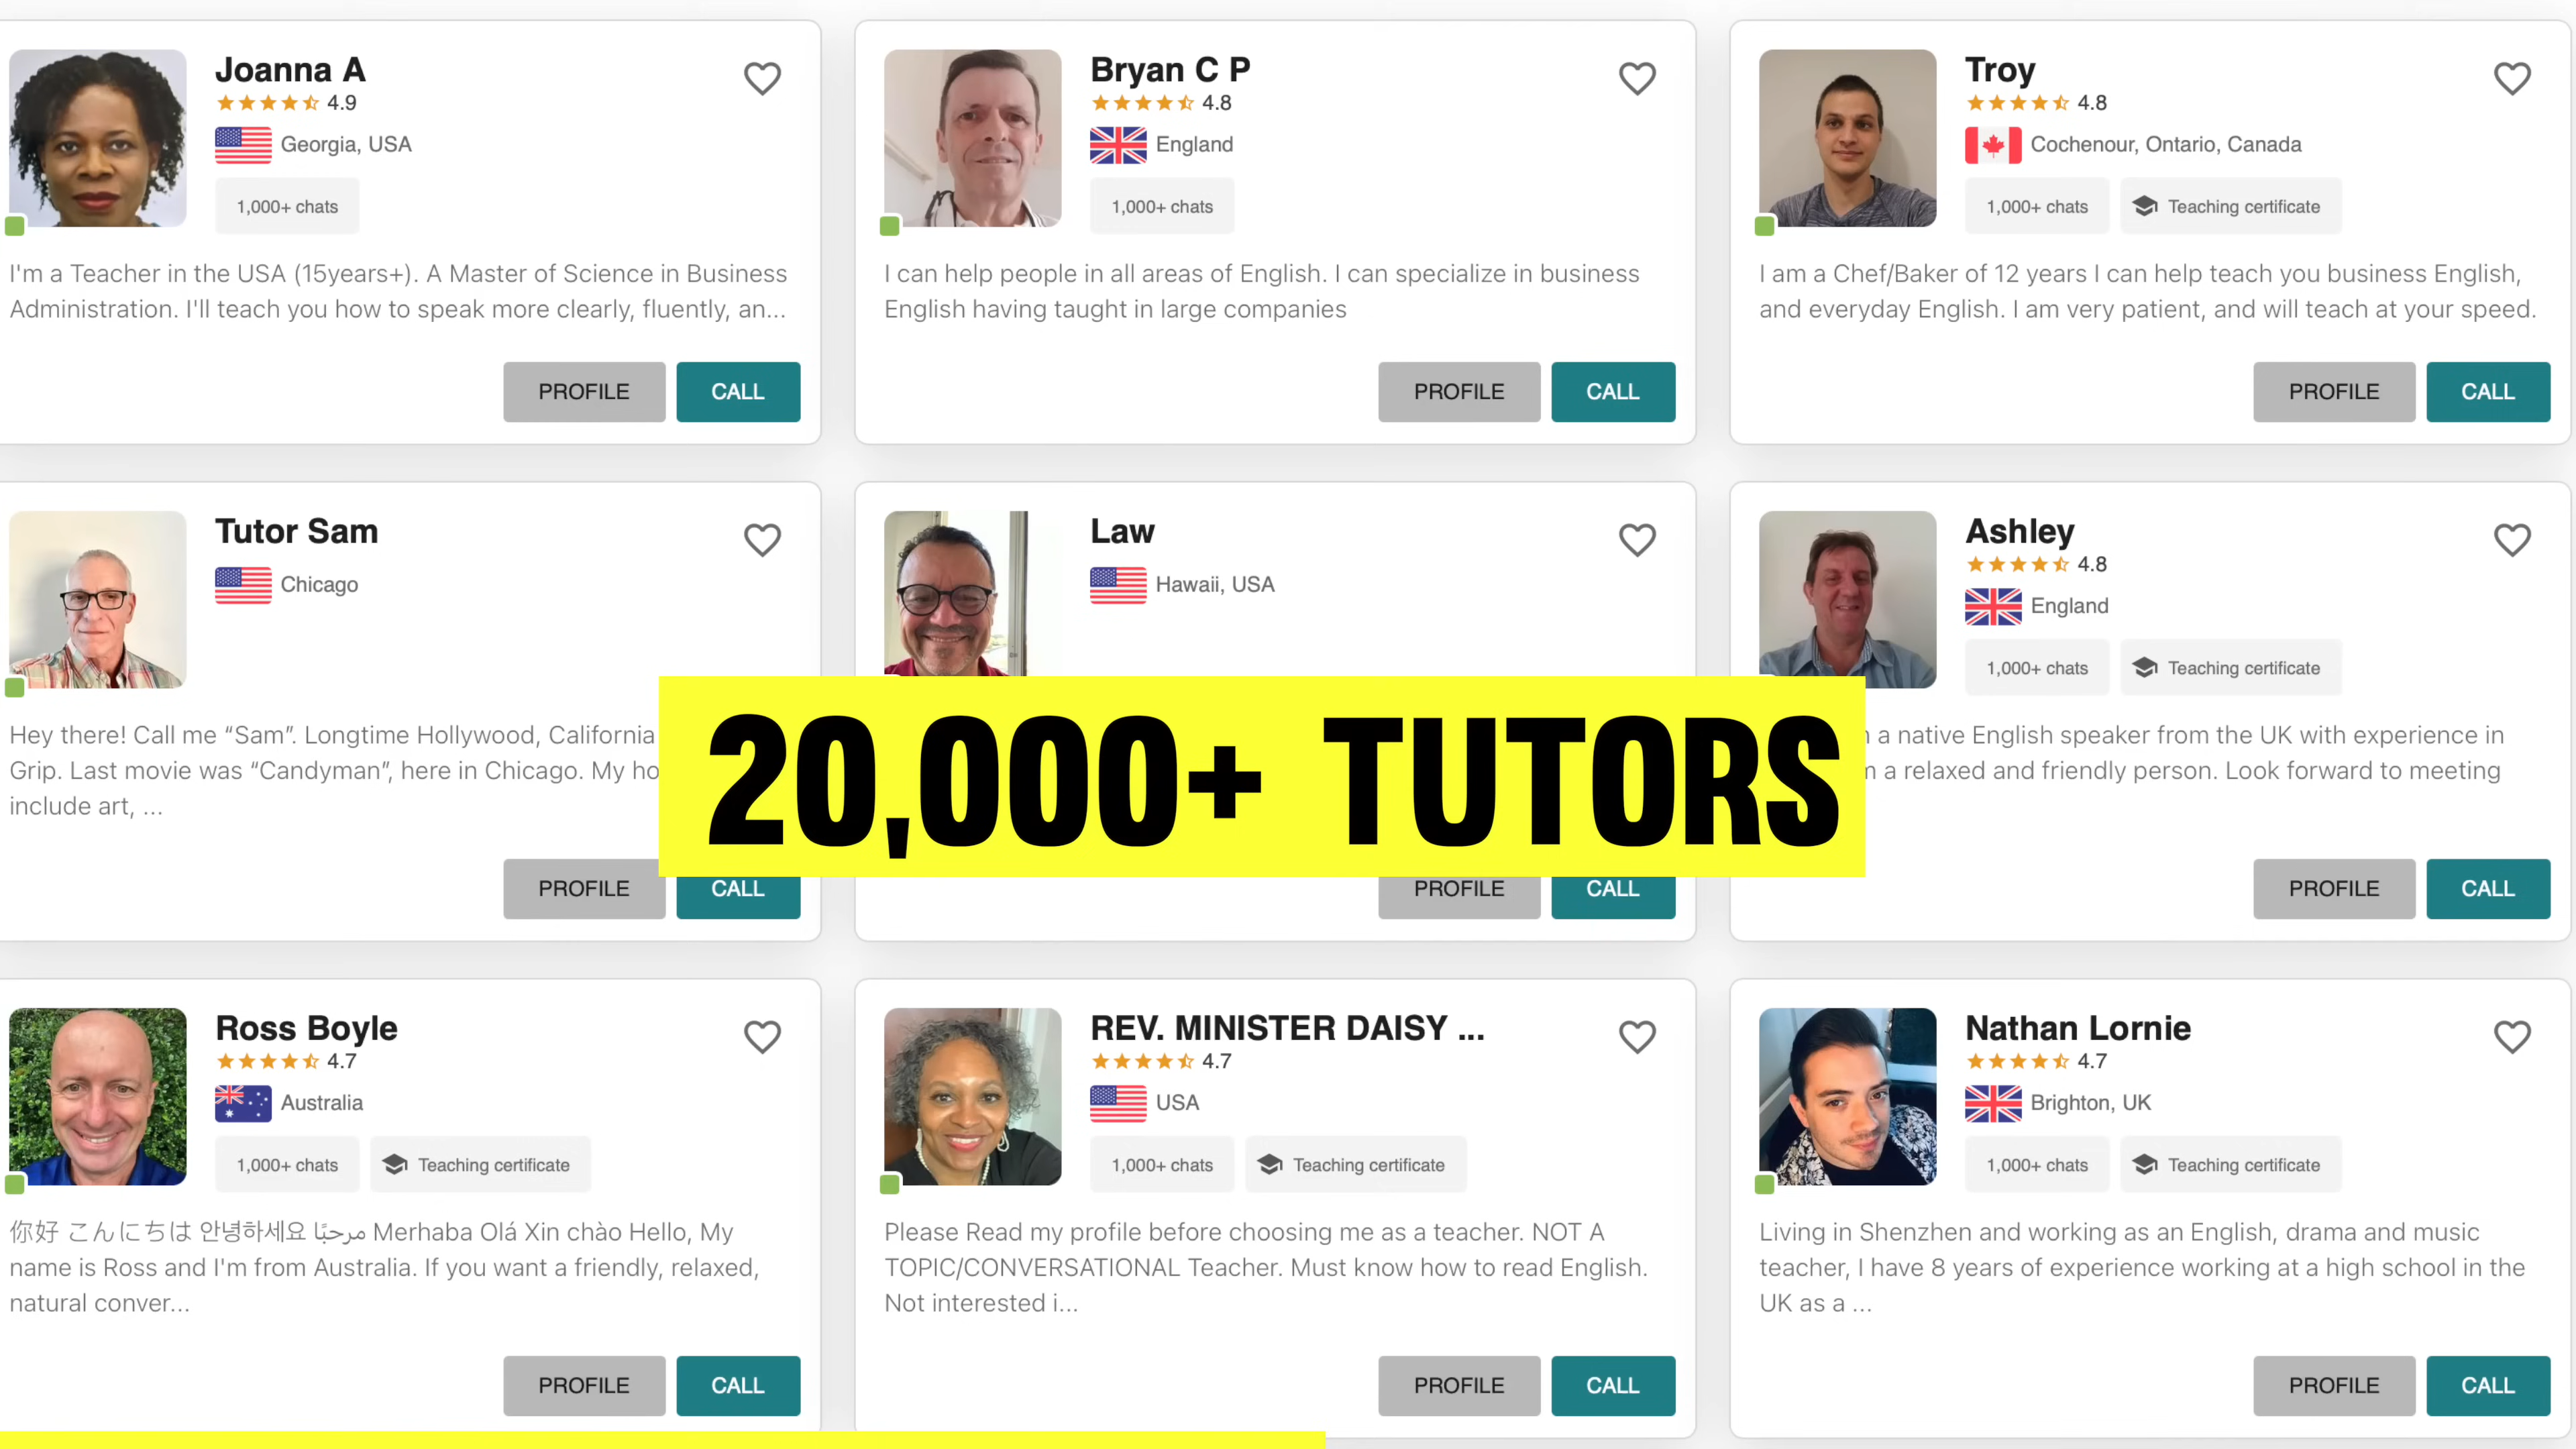 Joanna A
4.9
Georgia, USA
1,000+ chats
I'm a Teacher in the USA (15years+). A Master of Science in Business
Administration. I'll teach you how to speak more clearly, fluently, an...
PROFILE
CALL
Bryan C P
4.8
England
1,000+ chats
I can help people in all areas of English. I can specialize in business
English having taught in large companies
PROFILE
CALL
Troy
4.8
Cochenour, Ontario, Canada
1,000+ chats
Teaching certificate
I am a Chef/Baker of 12 years I can help teach you business English,
and everyday English. I am very patient, and will teach at your speed.
PROFILE
CALL
Tutor Sam
Chicago
Hey there! Call me “Sam”. Longtime Hollywood, California
Grip. Last movie was “Candyman”, here in Chicago. My
include art, ...
PROFILE
CALL
Law
Hawaii, USA
PROFILE
CALL
Ashley
4.8
England
1,000+ chats
Teaching certificate
a native English speaker from the UK with experience in
a relaxed and friendly person. Look forward to meeting
PROFILE
CALL
20,000+ TUTORS
Ross Boyle
4.7
Australia
1,000+ chats
Teaching certificate
你好 こんにちは 안녕하세요 مرحبًا Merhaba Olá Xin chào Hello, My
name is Ross and I'm from Australia. If you want a friendly, relaxed,
natural conver...
PROFILE
CALL
REV. MINISTER DAISY ...
4.7
USA
1,000+ chats
Teaching certificate
Please Read my profile before choosing me as a teacher. NOT A
TOPIC/CONVERSATIONAL Teacher. Must know how to read English.
Not interested i...
PROFILE
CALL
Nathan Lornie
4.7
Brighton, UK
1,000+ chats
Teaching certificate
Living in Shenzhen and working as an English, drama and music
teacher, I have 8 years of experience working at a high school in the
UK as a ...
PROFILE
CALL